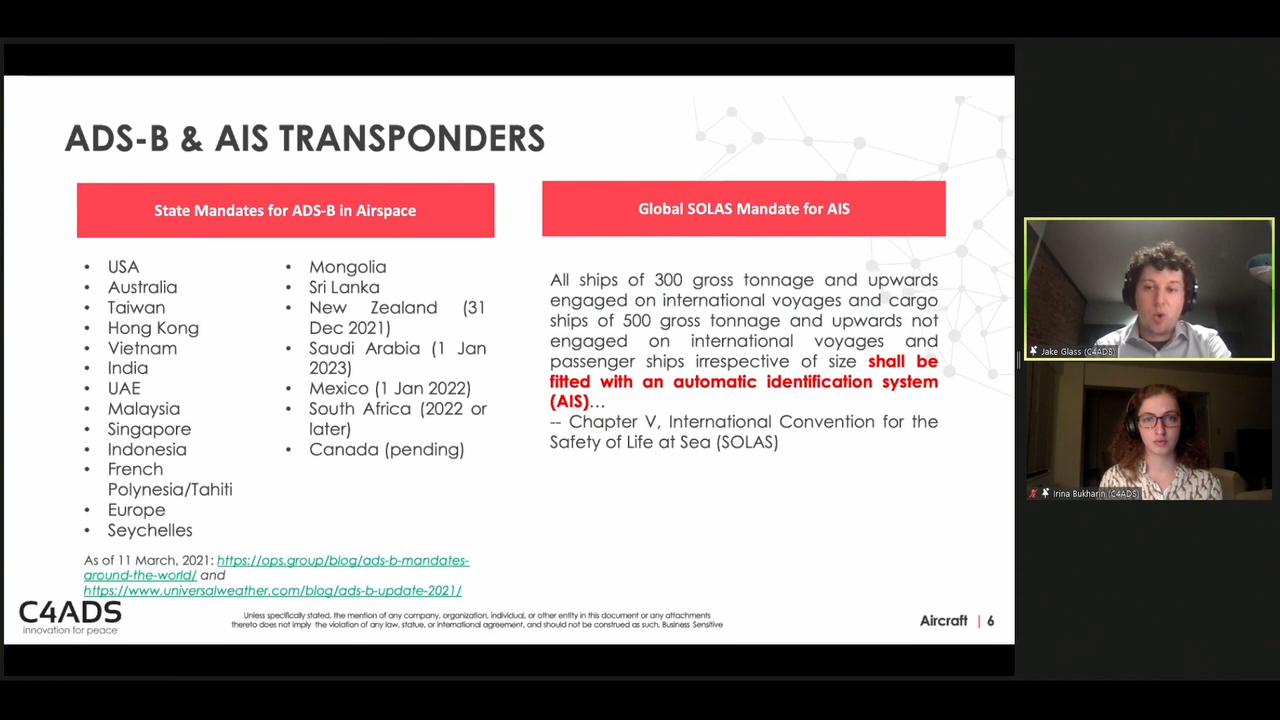 ADS-B & AIS TRANSPONDERS
State Mandates for ADS-B in Airspace
• USA
• Australia
• Taiwan
• Hong Kong
• Vietnam
• India
• UAE
• Malaysia
• Singapore
• Indonesia
• French
Polynesia/Tahiti
• Europe
• Seychelles
• Mongolia
• Sri Lanka
• New Zealand (31
Dec 2021)
• Saudi Arabia (1 Jan
2023)
• Mexico (1 Jan 2022)
• South Africa (2022 or
later)
• Canada (pending)
As of 11 March, 2021: https://ops.group/blog/ads-b-mandates-
around-the-world/ and
https://www.universalweather.com/blog/ads-b-update-2021/
Global SOLAS Mandate for AIS
All ships of 300 gross tonnage and upwards
engaged on international voyages and cargo
ships of 500 gross tonnage and upwards not
engaged on international voyages and
passenger ships irrespective of size shall be
fitted with an automatic identification system
(AIS)...
-- Chapter V, International Convention for the
Safety of Life at Sea (SOLAS)
C4ADS
innovation for peace
Unless specifically stated, the mention of any company, organization, individual, or other entity in this document or any attachments
thereto does not imply the violation of any law, statute, or international agreement, and should not be construed as such. Business Sensitive
Aircraft | 6
Jake Glass (C4ADS)
Irina Bukharin (C4ADS)